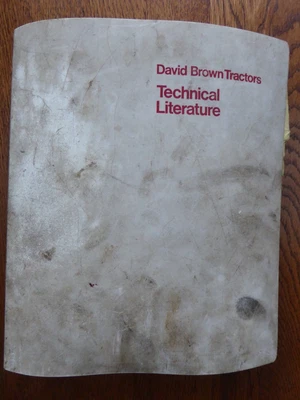 David Brown Tractors
Technical
Literature